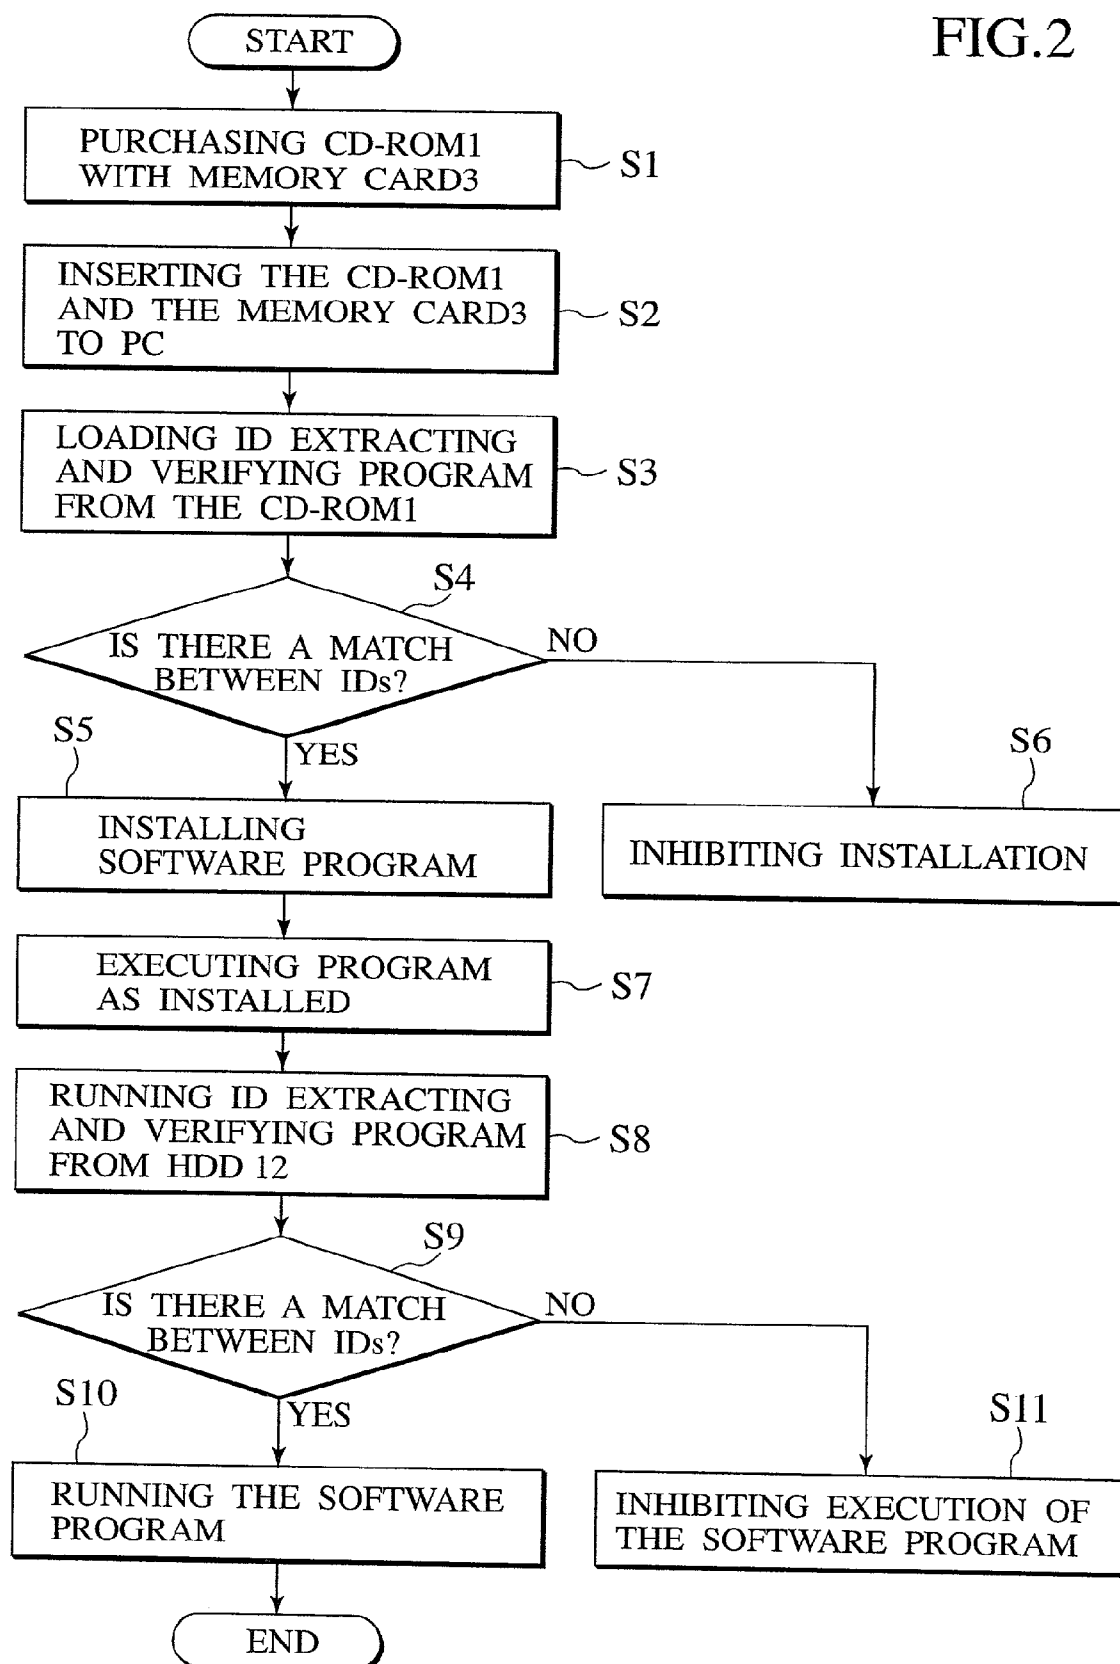 FIG.2
START
PURCHASING CD-ROM1
WITH MEMORY CARD3
S1
INSERTING THE CD-ROM1
AND THE MEMORY CARD3
TO PC
S2
LOADING ID EXTRACTING
AND VERIFYING PROGRAM
FROM THE CD-ROM1
S3
S4
IS THERE A MATCH
BETWEEN IDs?
NO
YES
S5
S6
INSTALLING
SOFTWARE PROGRAM
INHIBITING INSTALLATION
EXECUTING PROGRAM
AS INSTALLED
S7
RUNNING ID EXTRACTING
AND VERIFYING PROGRAM
FROM HDD 12
S8
S9
IS THERE A MATCH
BETWEEN IDs?
NO
YES
S10
S11
RUNNING THE SOFTWARE
PROGRAM
INHIBITING EXECUTION OF
THE SOFTWARE PROGRAM
END